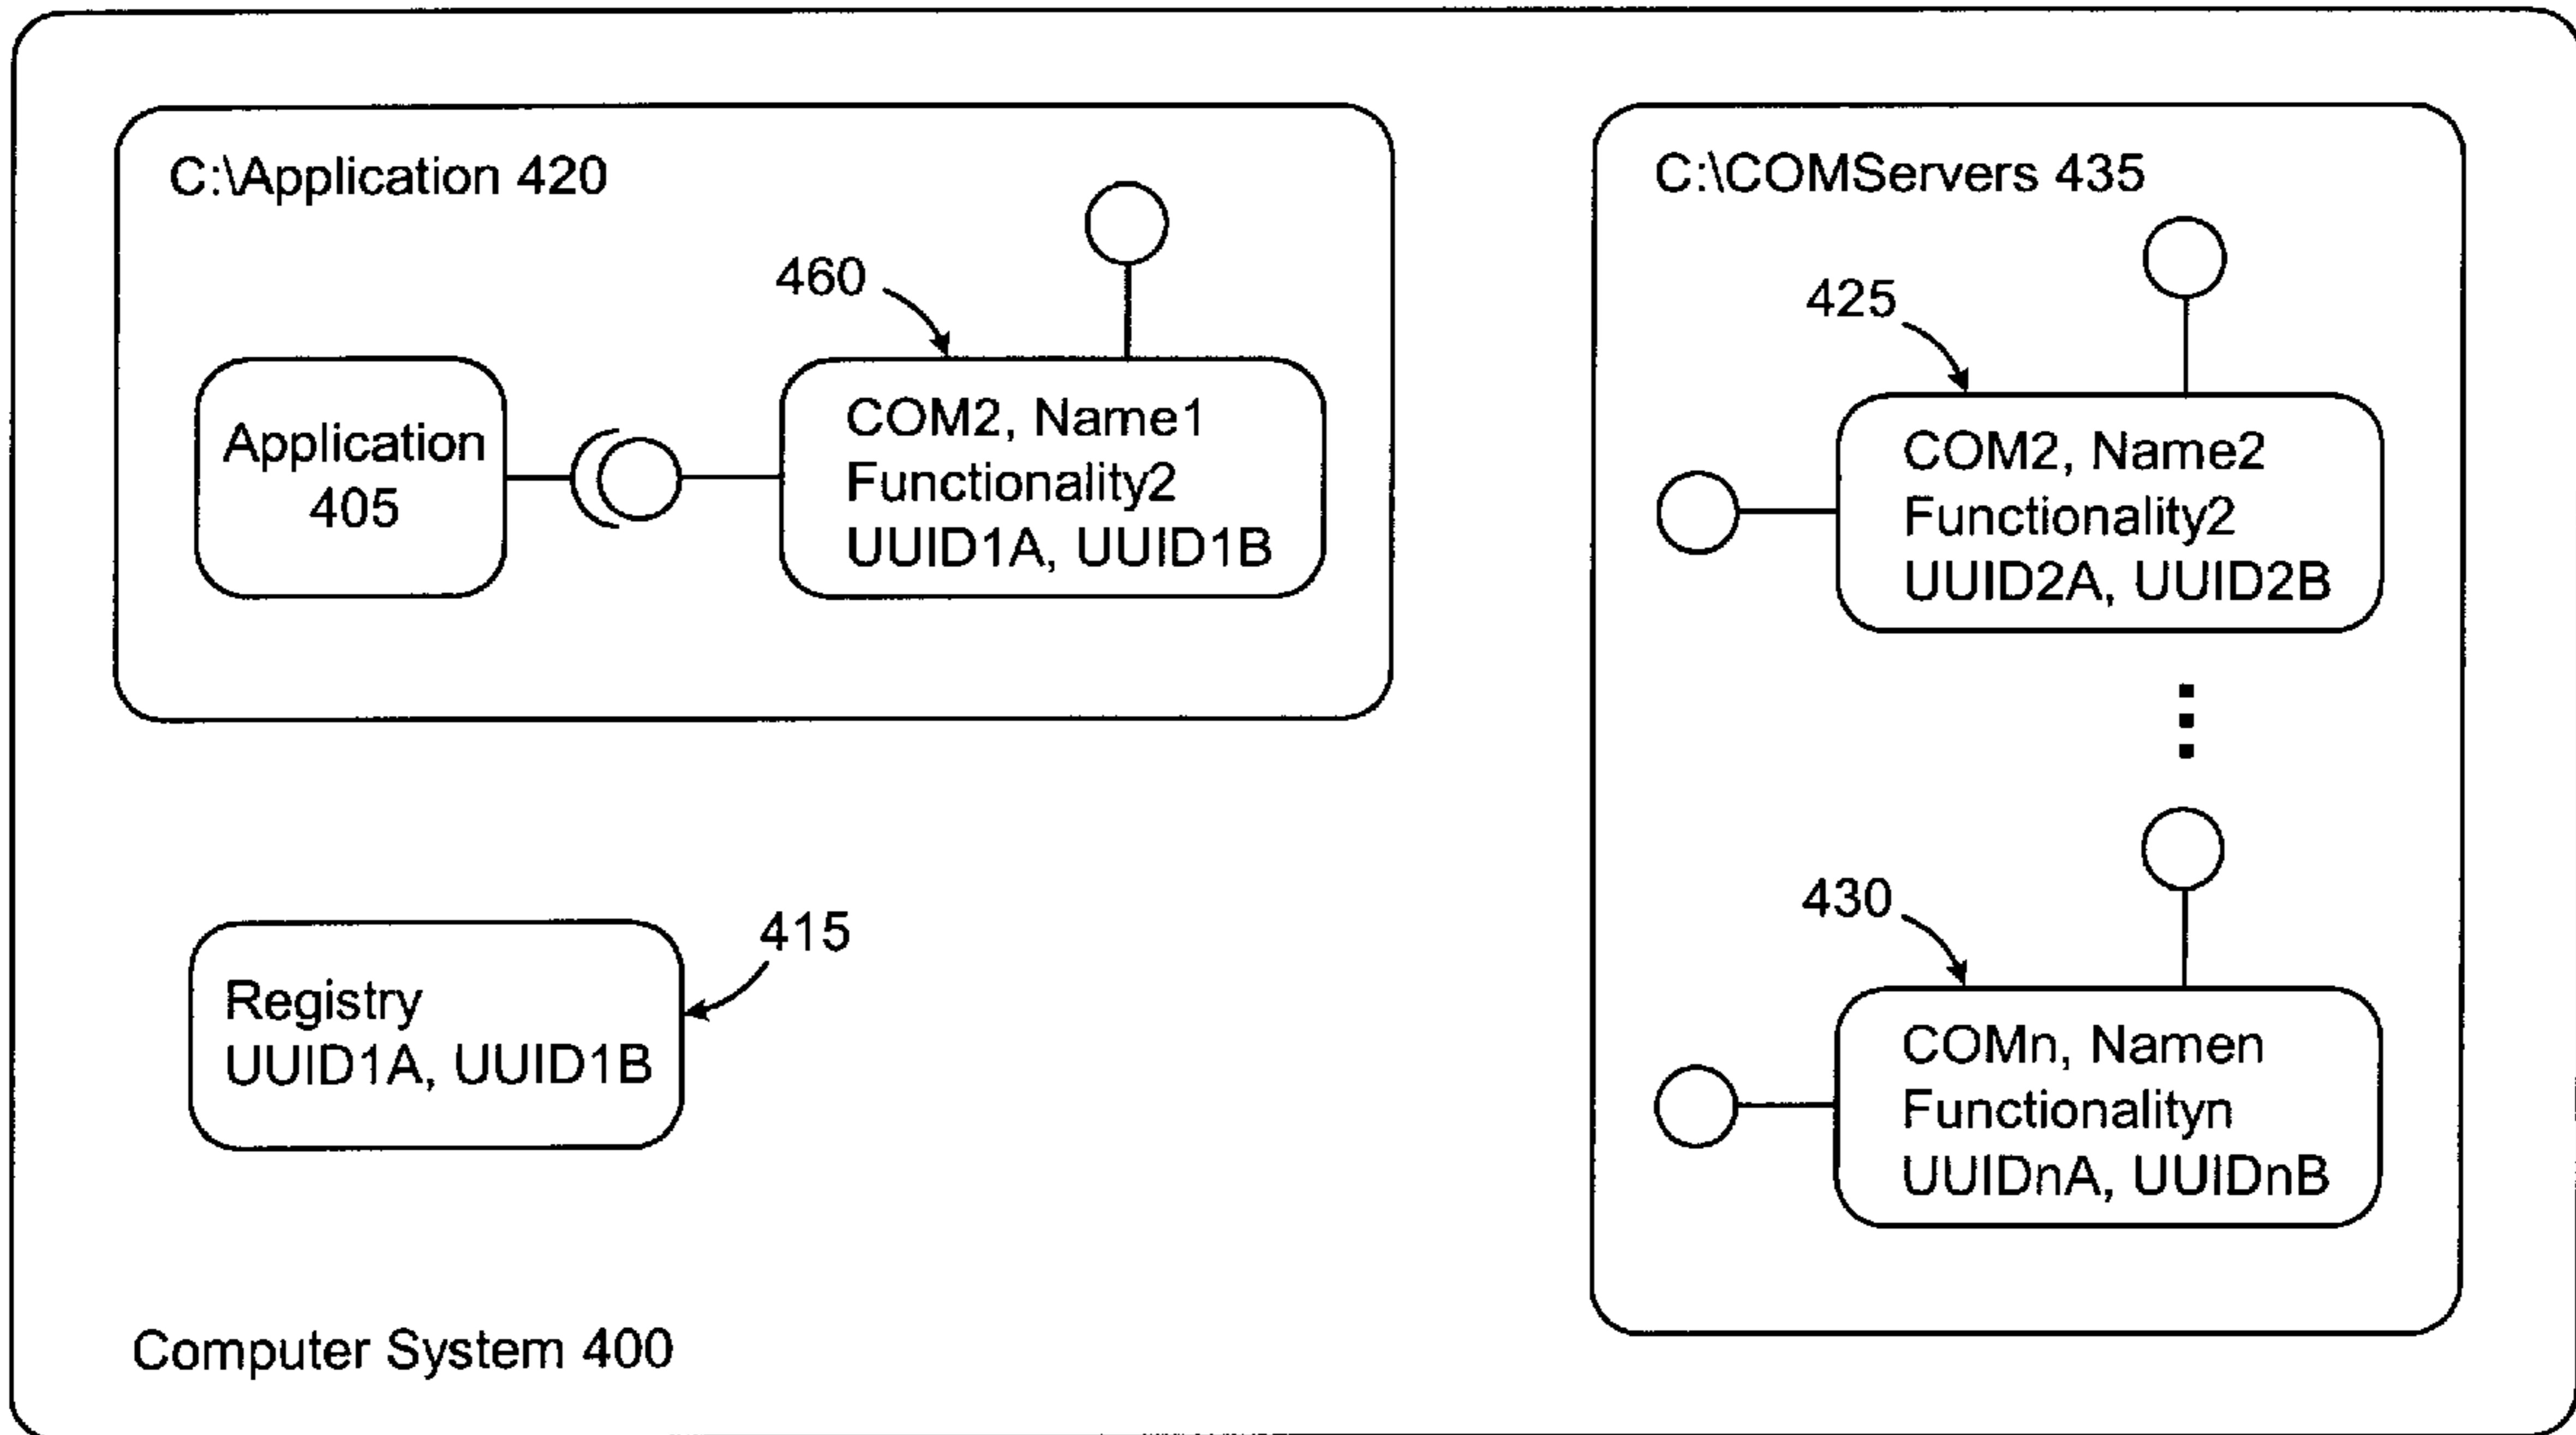 C:\Application 420
460
Application
405
COM2, Name1
Functionality2
UUID1A, UUID1B
Registry
UUID1A, UUID1B
415
Computer System 400
C:\COMServers 435
425
COM2, Name2
Functionality2
UUID2A, UUID2B
430
COMn, Namen
Functionalityn
UUIDnA, UUIDnB